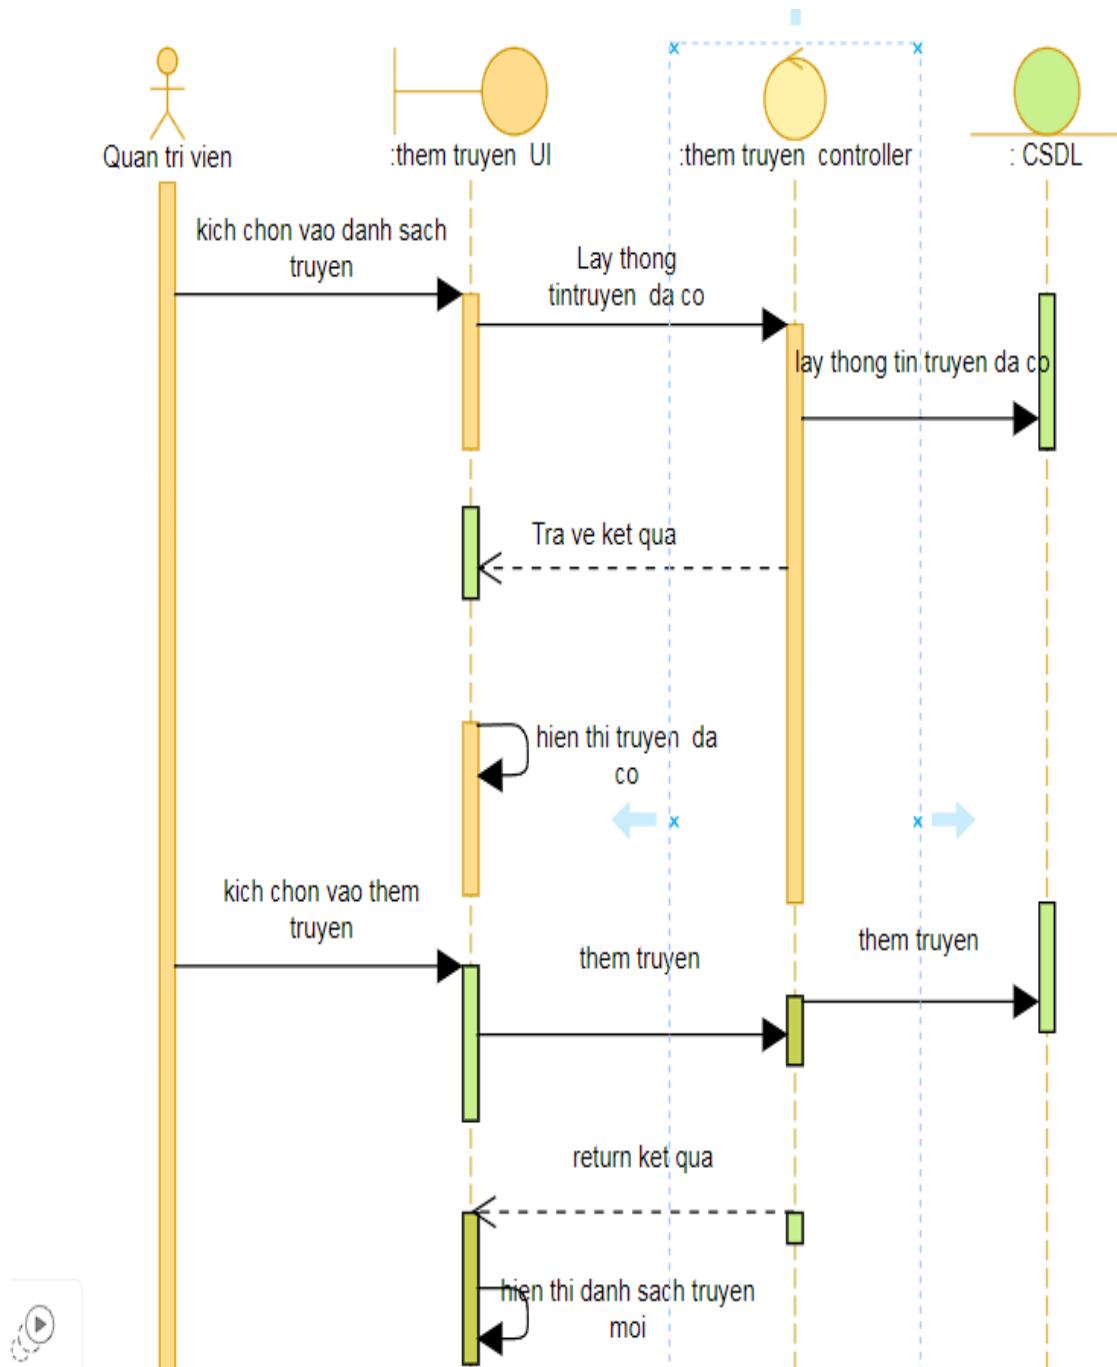 Quan tri vien
:them truyen UI
:them truyen controller
: CSDL
kich chon vao danh sach
truyen
Lay thong
tintruyen da co
lay thong tin truyen da co
Tra ve ket qua
hien thi truyen da
co
kich chon vao them
truyen
them truyen
them truyen
return ket qua
hien thi danh sach truyen
moi